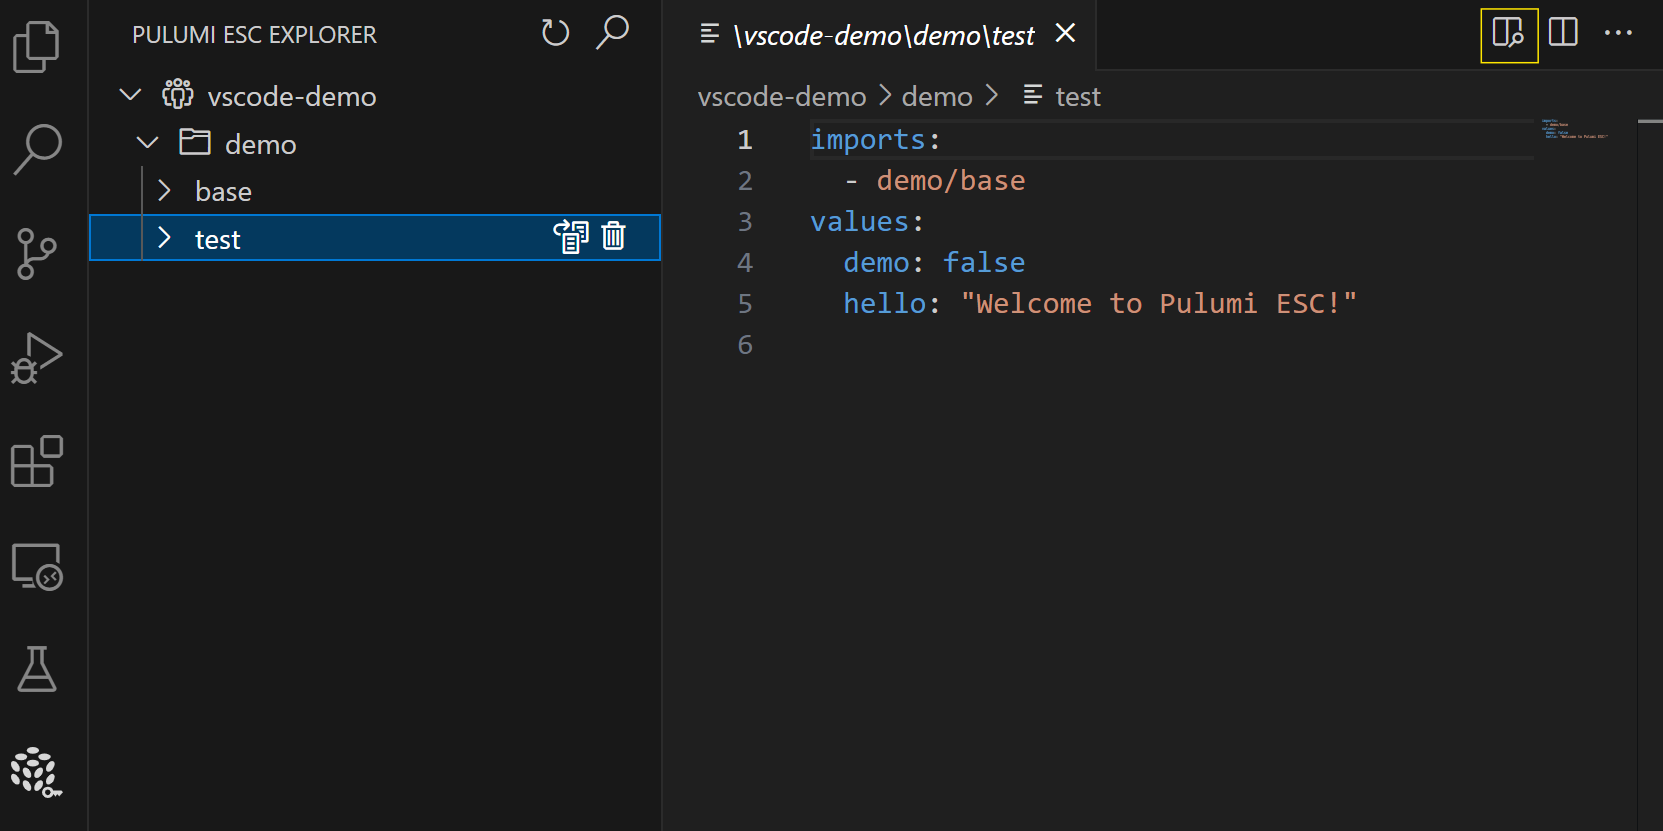 PULUMI ESC EXPLORER
vscode-demo
demo
base
test
\vscode-demo\demo\test
vscode-demo > demo > test
1 imports:
2   - demo/base
3 values:
4   demo: false
5   hello: "Welcome to Pulumi ESC!"
6